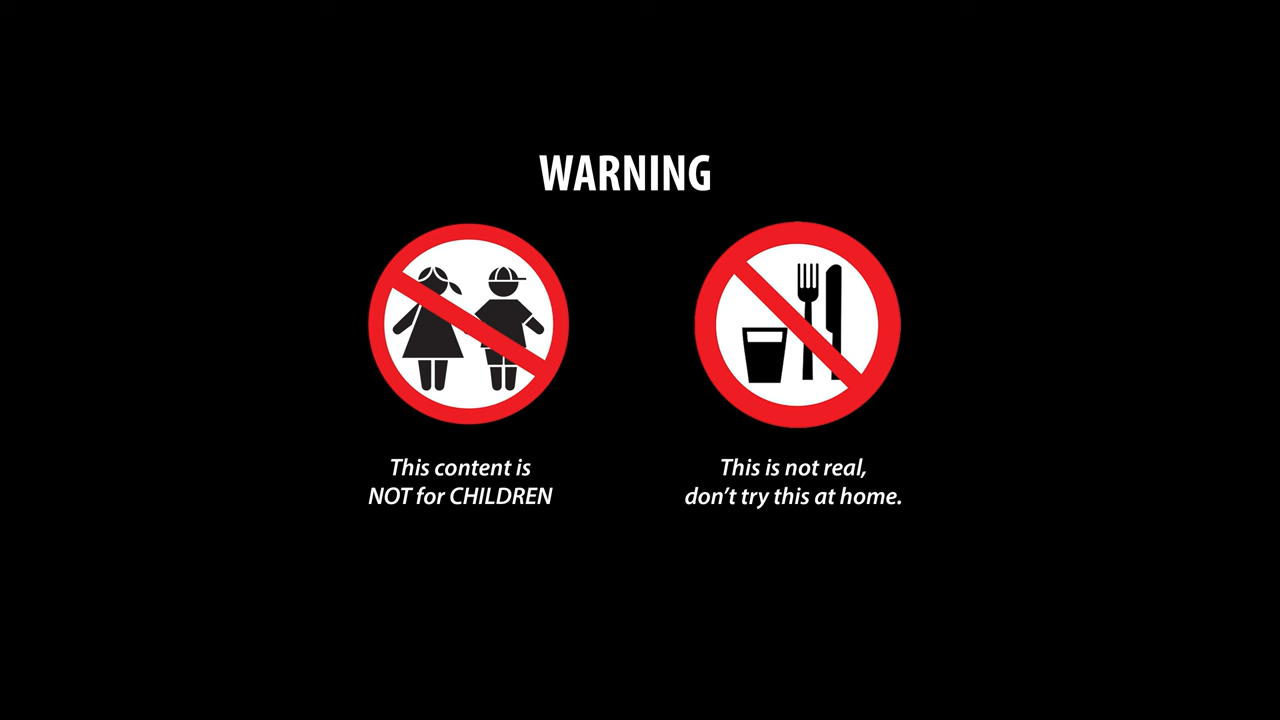 WARNING
This content is
NOT for CHILDREN
This is not real,
don't try this at home.